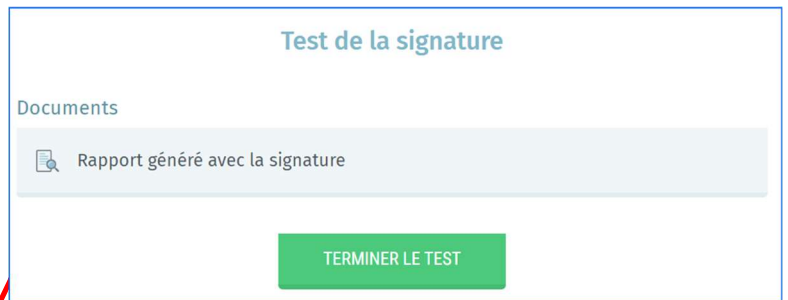 Test de la signature
Documents
Rapport généré avec la signature
TERMINER LE TEST